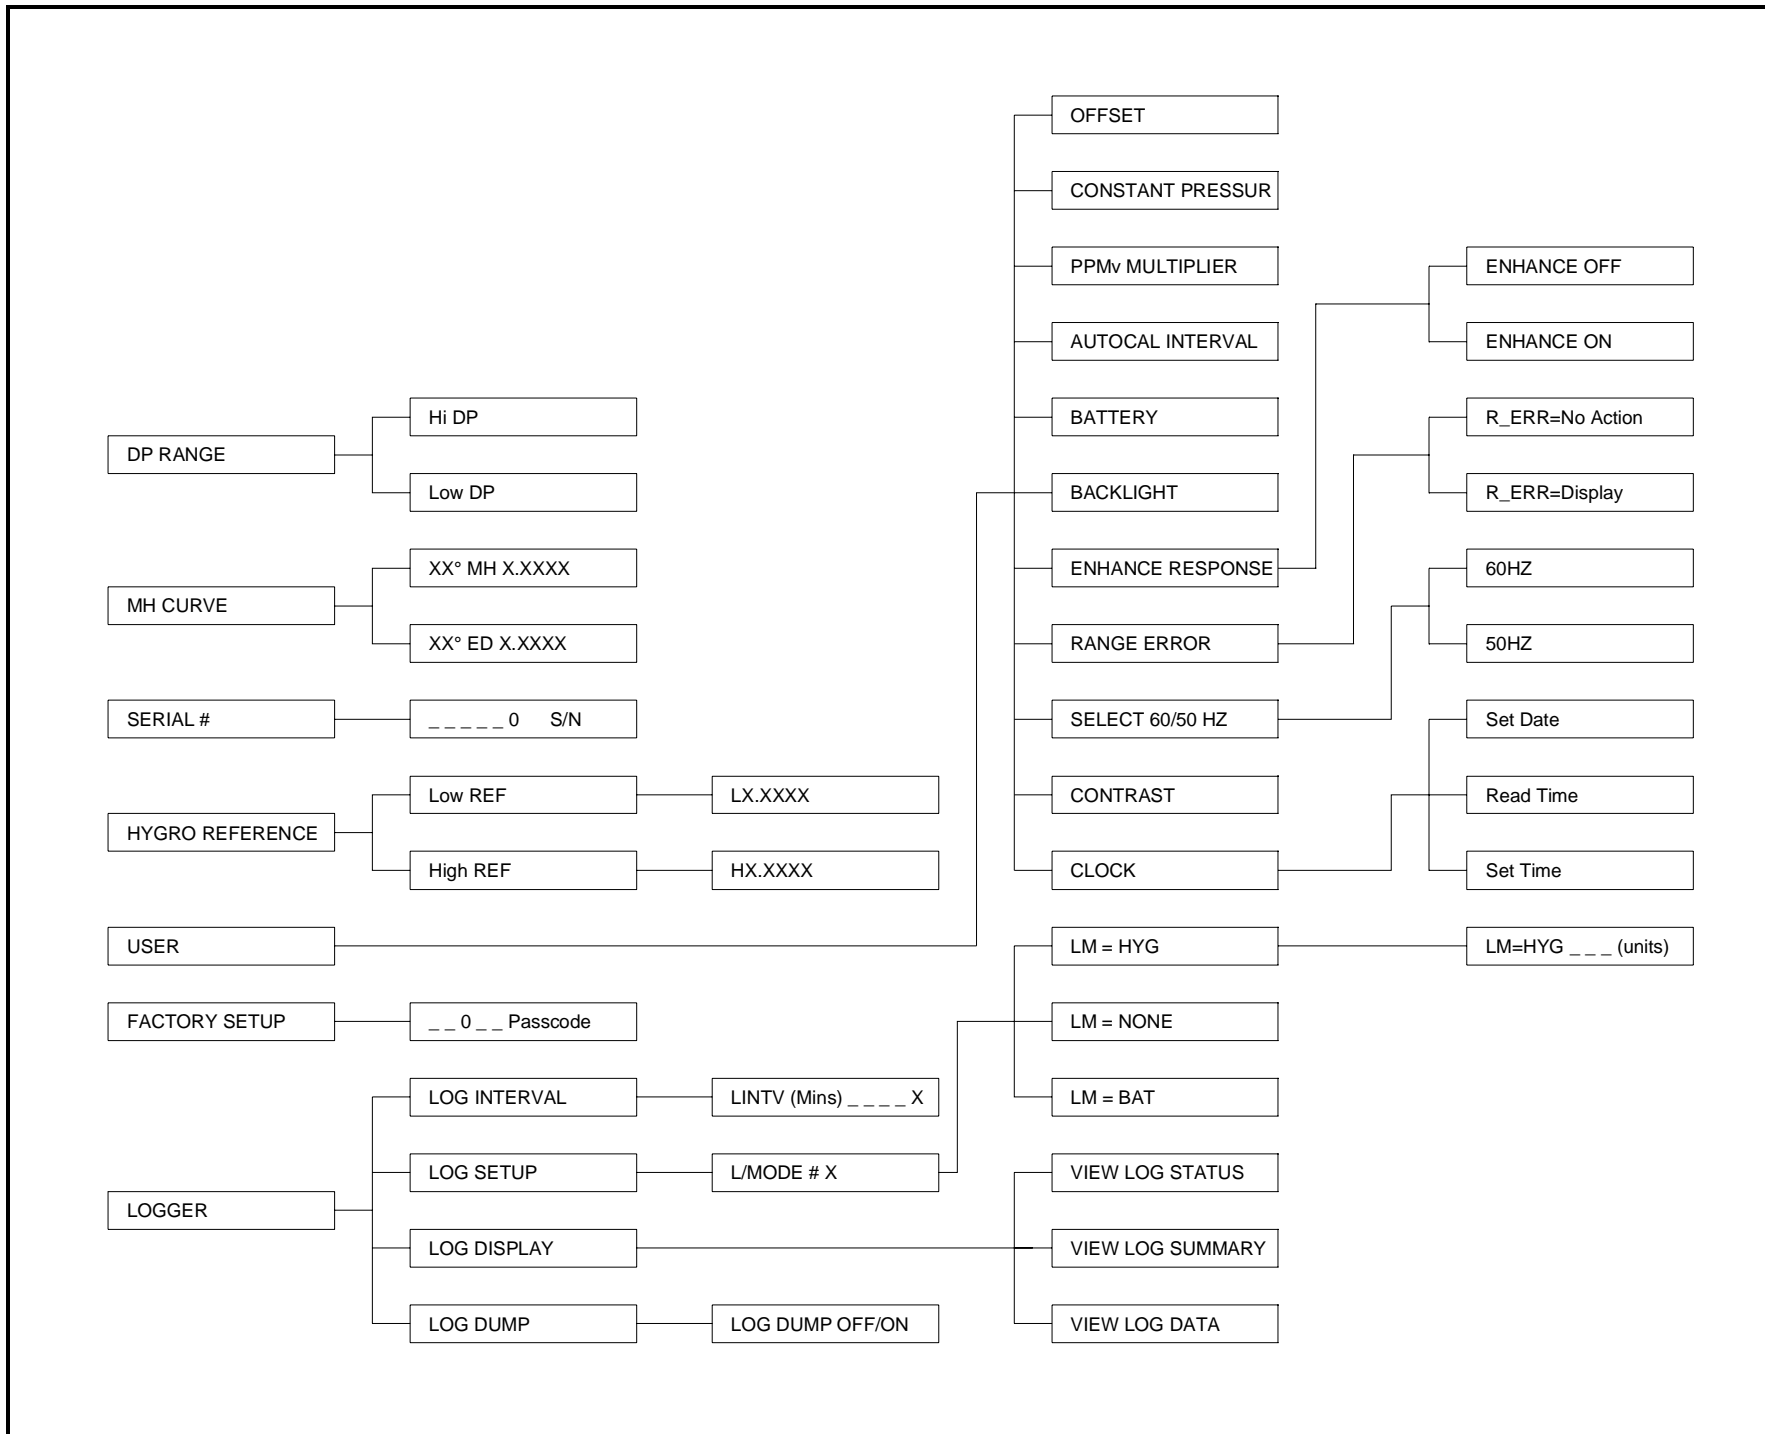 OFFSET
CONSTANT PRESSUR
PPMv MULTIPLIER
ENHANCE OFF
AUTOCAL INTERVAL
ENHANCE ON
Hi DP
BATTERY
R_ERR=No Action
DP RANGE
Low DP
BACKLIGHT
R_ERR=Display
XX° MH X.XXXX
ENHANCE RESPONSE
60HZ
MH CURVE
XX° ED X.XXXX
RANGE ERROR
50HZ
SERIAL #
_ _ _ _ _ 0 S/N
SELECT 60/50 HZ
Set Date
Low REF
LX.XXXX
CONTRAST
Read Time
HYGRO REFERENCE
High REF
HX.XXXX
CLOCK
Set Time
USER
LM = HYG
LM=HYG _ _ _ (units)
FACTORY SETUP
_ _ 0 _ _ Passcode
LM = NONE
LOG INTERVAL
LINTV (Mins) _ _ _ _ X
LM = BAT
LOG SETUP
L/MODE # X
VIEW LOG STATUS
LOGGER
LOG DISPLAY
VIEW LOG SUMMARY
LOG DUMP
LOG DUMP OFF/ON
VIEW LOG DATA